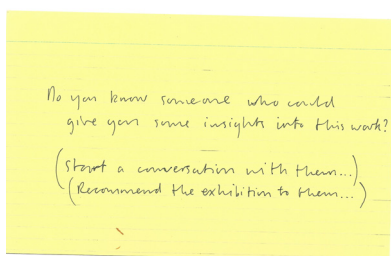 Do you know someone who could
give you some insights into this work?
(Start a conversation with them...)
(Recommend the exhibition to them...)